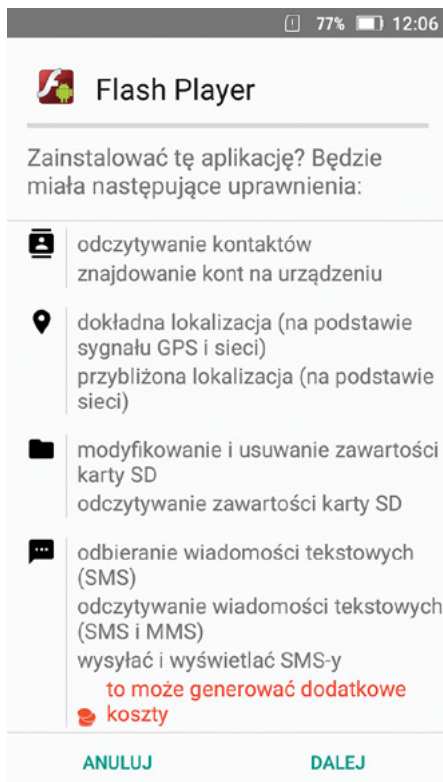 77% 12:06
Flash Player
Zainstalować tę aplikację? Będzie
miała następujące uprawnienia:
odczytywanie kontaktów
znajdowanie kont na urządzeniu
dokładna lokalizacja (na podstawie
sygnału GPS i sieci)
przybliżona lokalizacja (na podstawie
sieci)
modyfikowanie i usuwanie zawartości
karty SD
odczytywanie zawartości karty SD
odbieranie wiadomości tekstowych
(SMS)
odczytywanie wiadomości tekstowych
(SMS i MMS)
wysyłać i wyświetlać SMS-y
to może generować dodatkowe
koszty
ANULUJ DALEJ